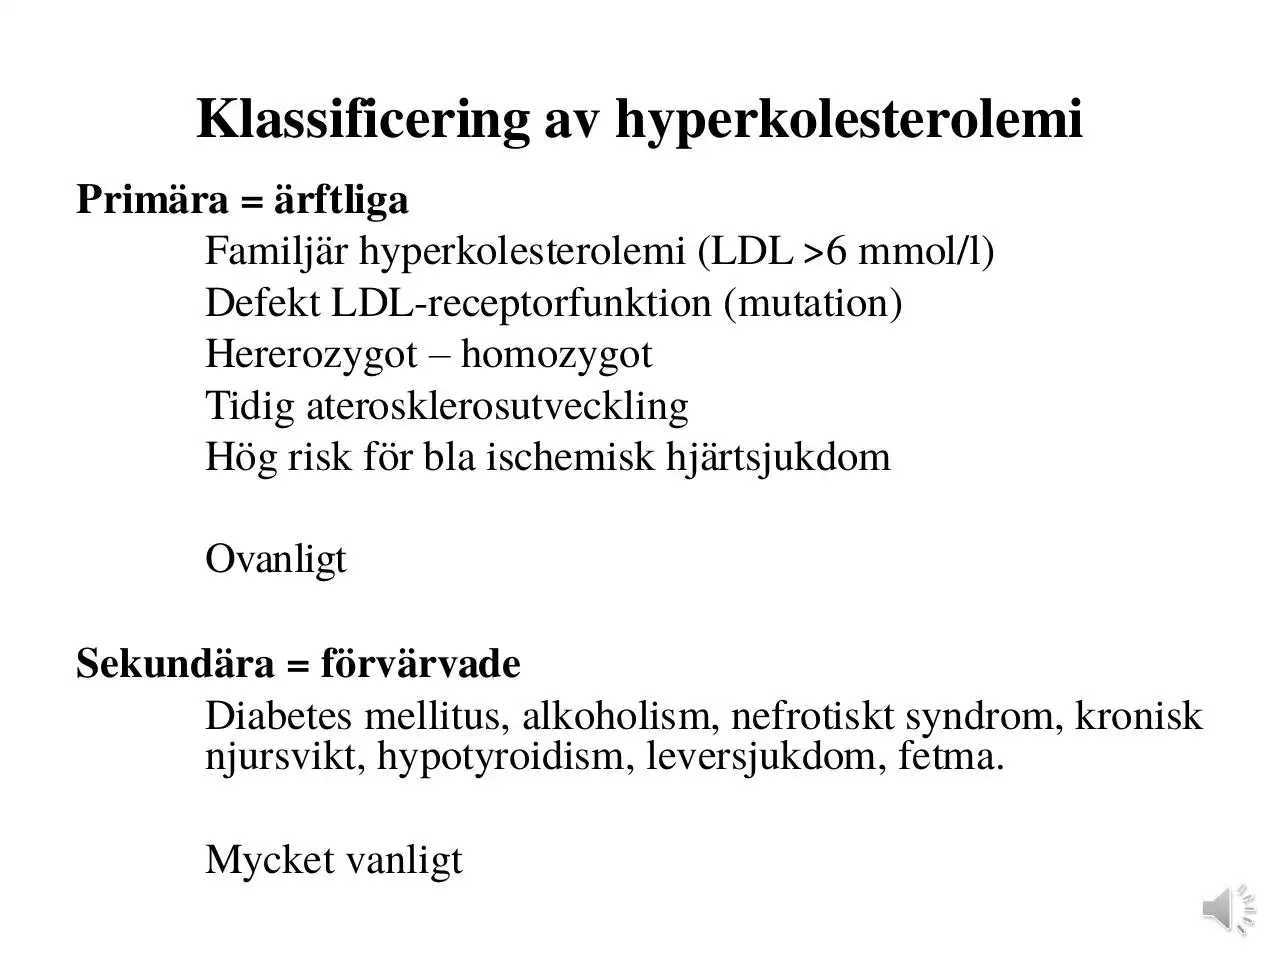 Klassificering av hyperkolesterolemi
Primära = ärftliga
Familjär hyperkolesterolemi (LDL >6 mmol/l)
Defekt LDL-receptorfunktion (mutation)
Hererozygot – homozygot
Tidig aterosklerosutveckling
Hög risk för bla ischemisk hjärtsjukdom
Ovanligt
Sekundära = förvärvade
Diabetes mellitus, alkoholism, nefrotiskt syndrom, kronisk
njursvikt, hypotyroidism, leversjukdom, fetma.
Mycket vanligt